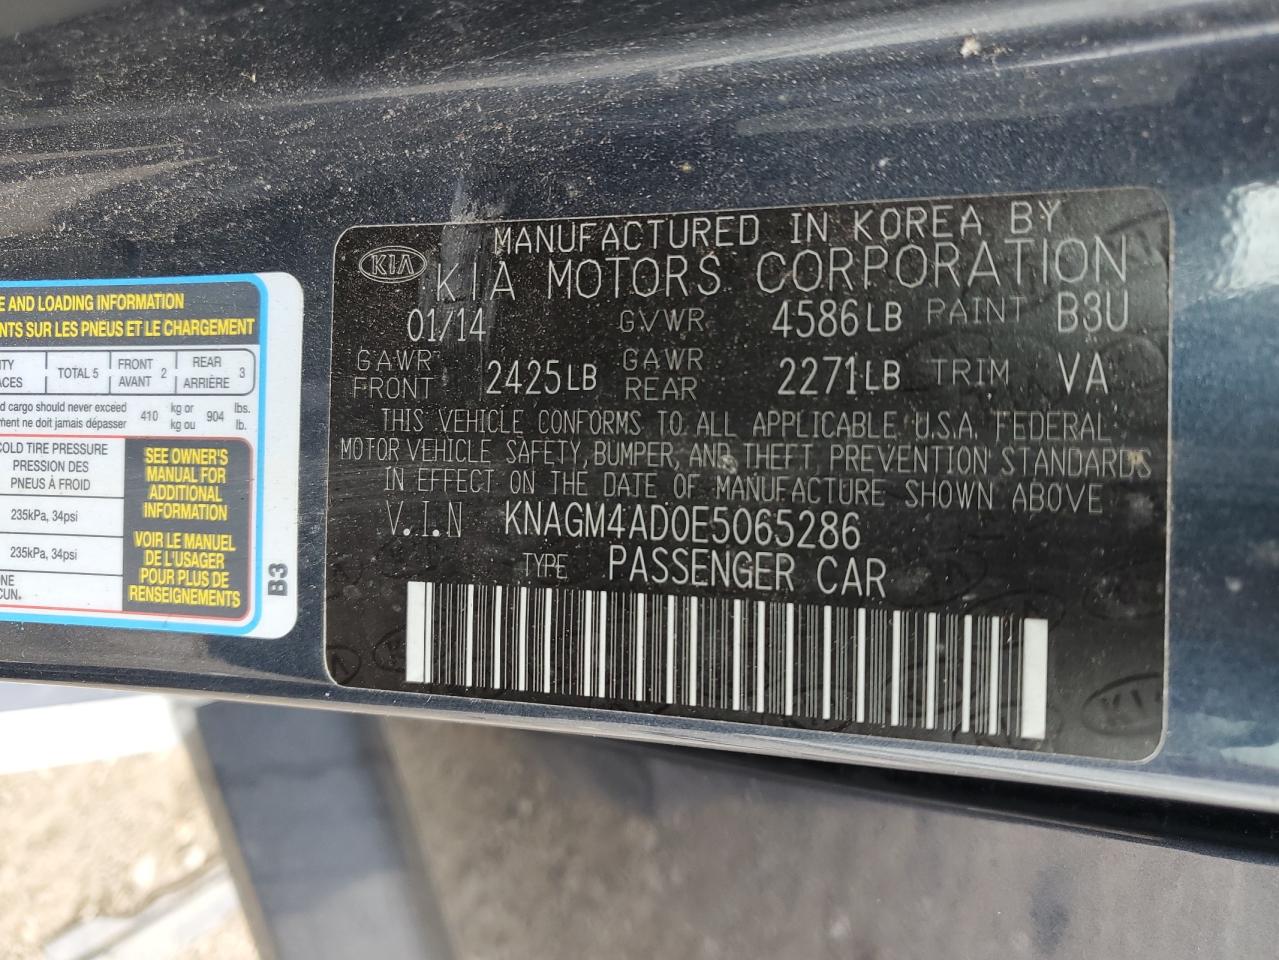 E AND LOADING INFORMATION
NTS SUR LES PNEUS ET LE CHARGEMENT
TOTAL 5
FRONT
AVANT 2
REAR
ARRIÈRE 3
d cargo should never exceed
ment ne doit jamais dépasser
410 kg or
kg ou
904 lbs.
lb.
COLD TIRE PRESSURE
PRESSION DES
PNEUS À FROID
235kPa, 34psi
235kPa, 34psi
SEE OWNER'S
MANUAL FOR
ADDITIONAL
INFORMATION
VOIR LE MANUEL
DE L'USAGER
POUR PLUS DE
RENSEIGNEMENTS
B3
KIA
MANUFACTURED IN KOREA BY
KIA MOTORS CORPORATION
01/14 GVWR 4586LB PAINT B3U
GAWR FRONT 2425LB GAWR REAR 2271LB TRIM VA
THIS VEHICLE CONFORMS TO ALL APPLICABLE U.S.A. FEDERAL
MOTOR VEHICLE SAFETY, BUMPER, AND THEFT PREVENTION STANDARDS
IN EFFECT ON THE DATE OF MANUFACTURE SHOWN ABOVE
V.I.N KNAGM4AD0E5065286
TYPE PASSENGER CAR